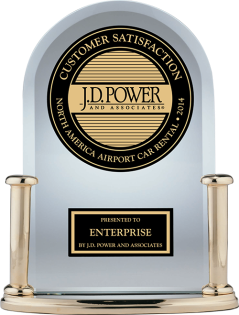 CUSTOMER SATISFACTION
J.D. POWER
AND ASSOCIATES®
NORTH AMERICA AIRPORT CAR RENTAL • 2014
PRESENTED TO
ENTERPRISE
BY J.D. POWER AND ASSOCIATES